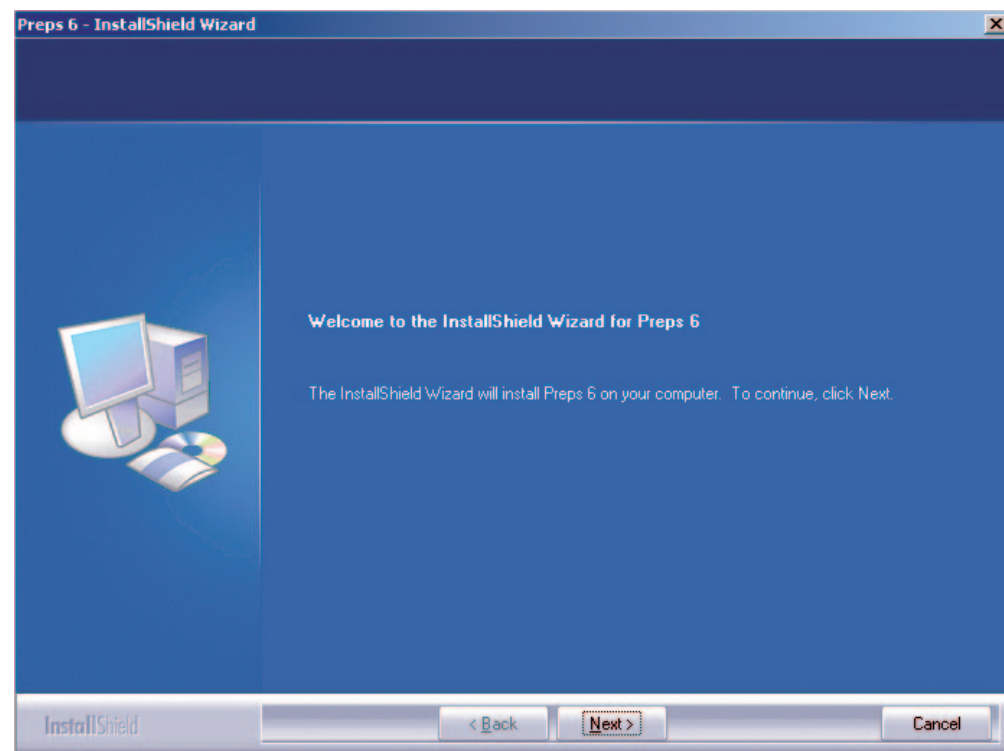 Preps 6 - InstallShield Wizard
Welcome to the InstallShield Wizard for Preps 6
The InstallShield Wizard will install Preps 6 on your computer. To continue, click Next.
InstallShield
< Back
Next >
Cancel